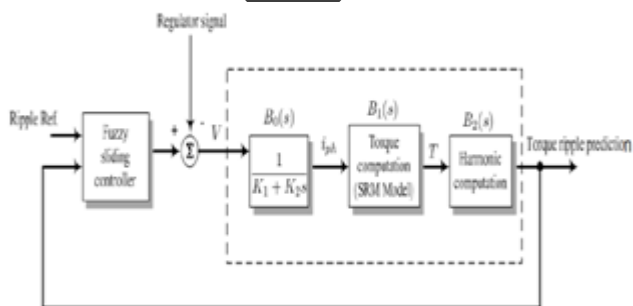 Regulator signal
Ripple Ref.
Fuzzy
sliding
controller
+
Σ
-
V
B₀(s)
1
K₁ + K₂s
i_ph
B₁(s)
Torque
computation
(SRM Model)
T
B₂(s)
Harmonic
computation
Torque ripple prediction